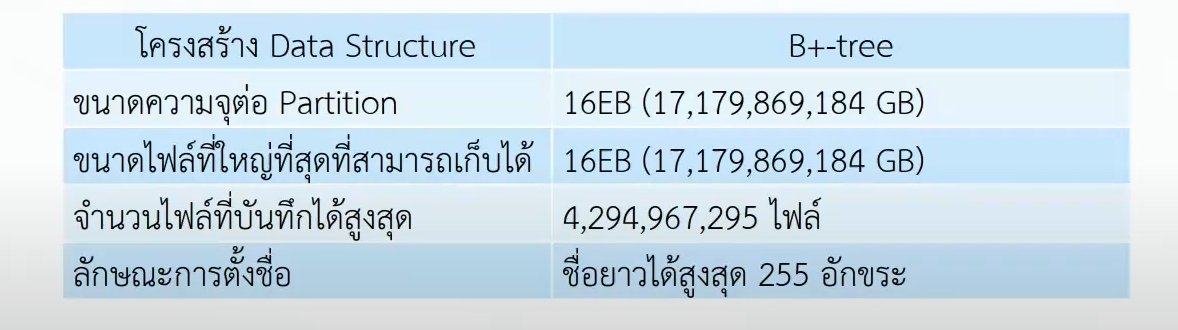 โครงสร้าง Data Structure B+-tree
ขนาดความจุต่อ Partition 16EB (17,179,869,184 GB)
ขนาดไฟล์ที่ใหญ่ที่สุดที่สามารถเก็บได้ 16EB (17,179,869,184 GB)
จำนวนไฟล์ที่บันทึกได้สูงสุด 4,294,967,295 ไฟล์
ลักษณะการตั้งชื่อ ชื่อยาวได้สูงสุด 255 อักขระ